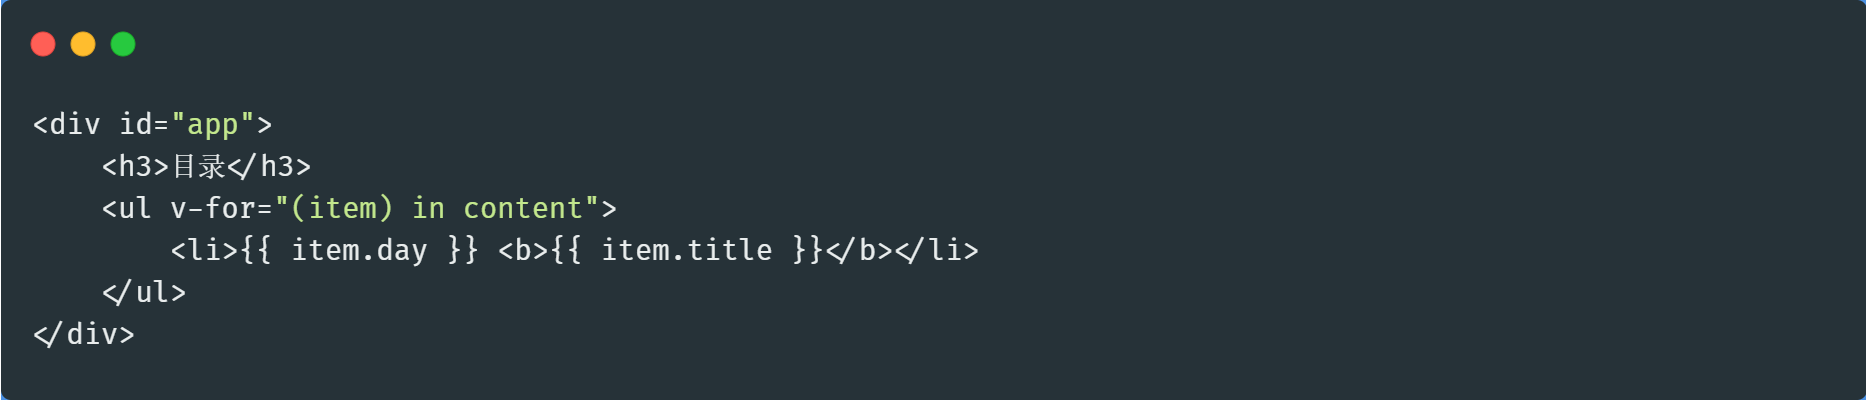 <div id="app">
    <h3>目录</h3>
    <ul v-for="(item) in content">
        <li>{{ item.day }} <b>{{ item.title }}</b></li>
    </ul>
</div>